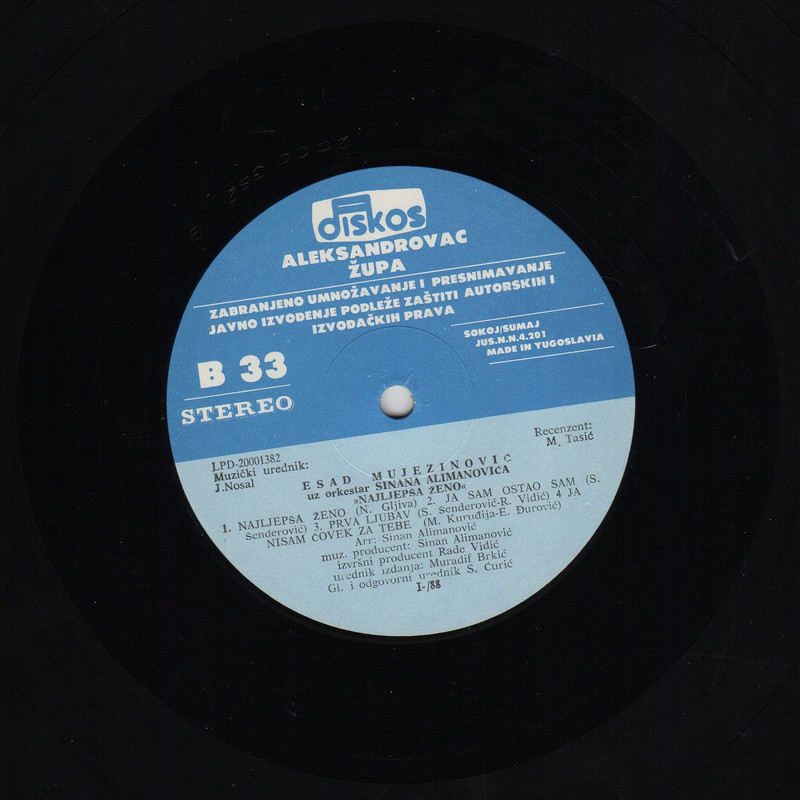 diskos
ALEKSANDROVAC
ŽUPA
ZABRANJENO UMNOŽAVANJE I PRESNIMAVANJE
JAVNO IZVOĐENJE PODLEŽE ZAŠTITI AUTORSKIH I
IZVOĐAČKIH PRAVA
SOKOJ/SUMAJ
JUS.N.N.4.201
MADE IN YUGOSLAVIA
B 33
STEREO
LPD-20001382
Muzički urednik:
J.Nosal
Recenzent:
M. Tasić
ESAD MUJEZINOVIĆ
uz orkestar SINANA ALIMANOVIĆA
»NAJLJEPSA ŽENO«
1. NAJLJEPSA ŽENO (N. Gljiva) 2. JA SAM OSTAO SAM (S.
Šenderović) 3. PRVA LJUBAV (S. Šenderović-R. Vidić) 4 JA
NISAM ČOVEK ZA TEBE (M. Kurudija-E. Đurović)
Arr: Sinan Alimanović
muz. producent: Sinan Alimanović
izvršni producent Rade Vidić
urednik izdanja: Muradif Brkić
Gl. i odgovorni urednik S. Ćurić
I-/88